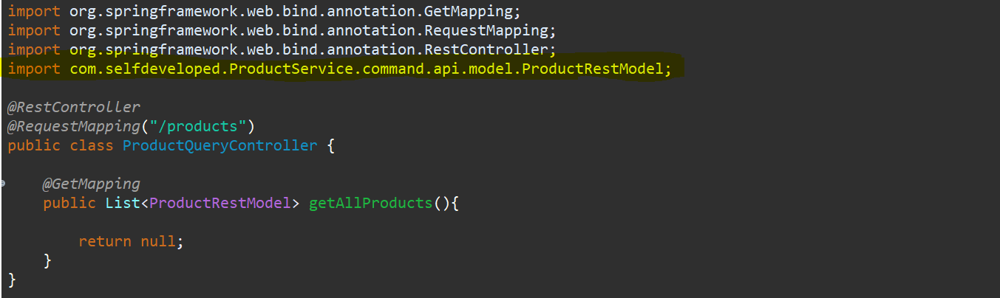 import org.springframework.web.bind.annotation.GetMapping;
import org.springframework.web.bind.annotation.RequestMapping;
import org.springframework.web.bind.annotation.RestController;
import com.selfdeveloped.ProductService.command.api.model.ProductRestModel;
@RestController
@RequestMapping("/products")
public class ProductQueryController {
@GetMapping
public List<ProductRestModel> getAllProducts(){
return null;
}
}